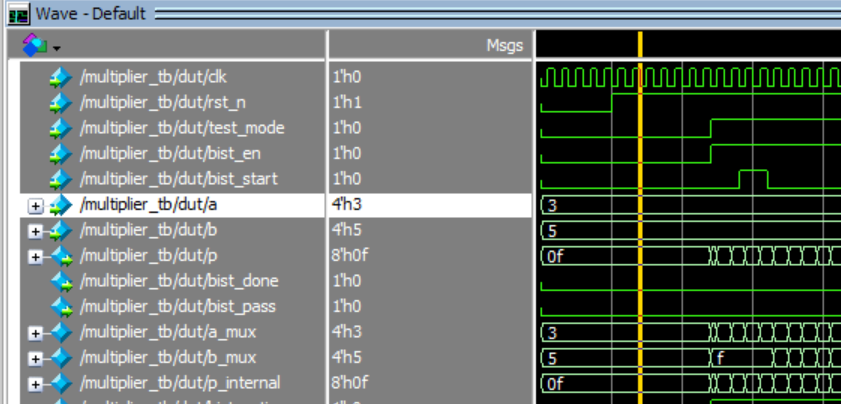 Wave - Default
Msgs
/multiplier_tb/dut/clk 1'h0
/multiplier_tb/dut/rst_n 1'h1
/multiplier_tb/dut/test_mode 1'h0
/multiplier_tb/dut/bist_en 1'h0
/multiplier_tb/dut/bist_start 1'h0
/multiplier_tb/dut/a 4'h3 3
/multiplier_tb/dut/b 4'h5 5
/multiplier_tb/dut/p 8'h0f 0f
/multiplier_tb/dut/bist_done 1'h0
/multiplier_tb/dut/bist_pass 1'h0
/multiplier_tb/dut/a_mux 4'h3 3
/multiplier_tb/dut/b_mux 4'h5 5 f
/multiplier_tb/dut/p_internal 8'h0f 0f